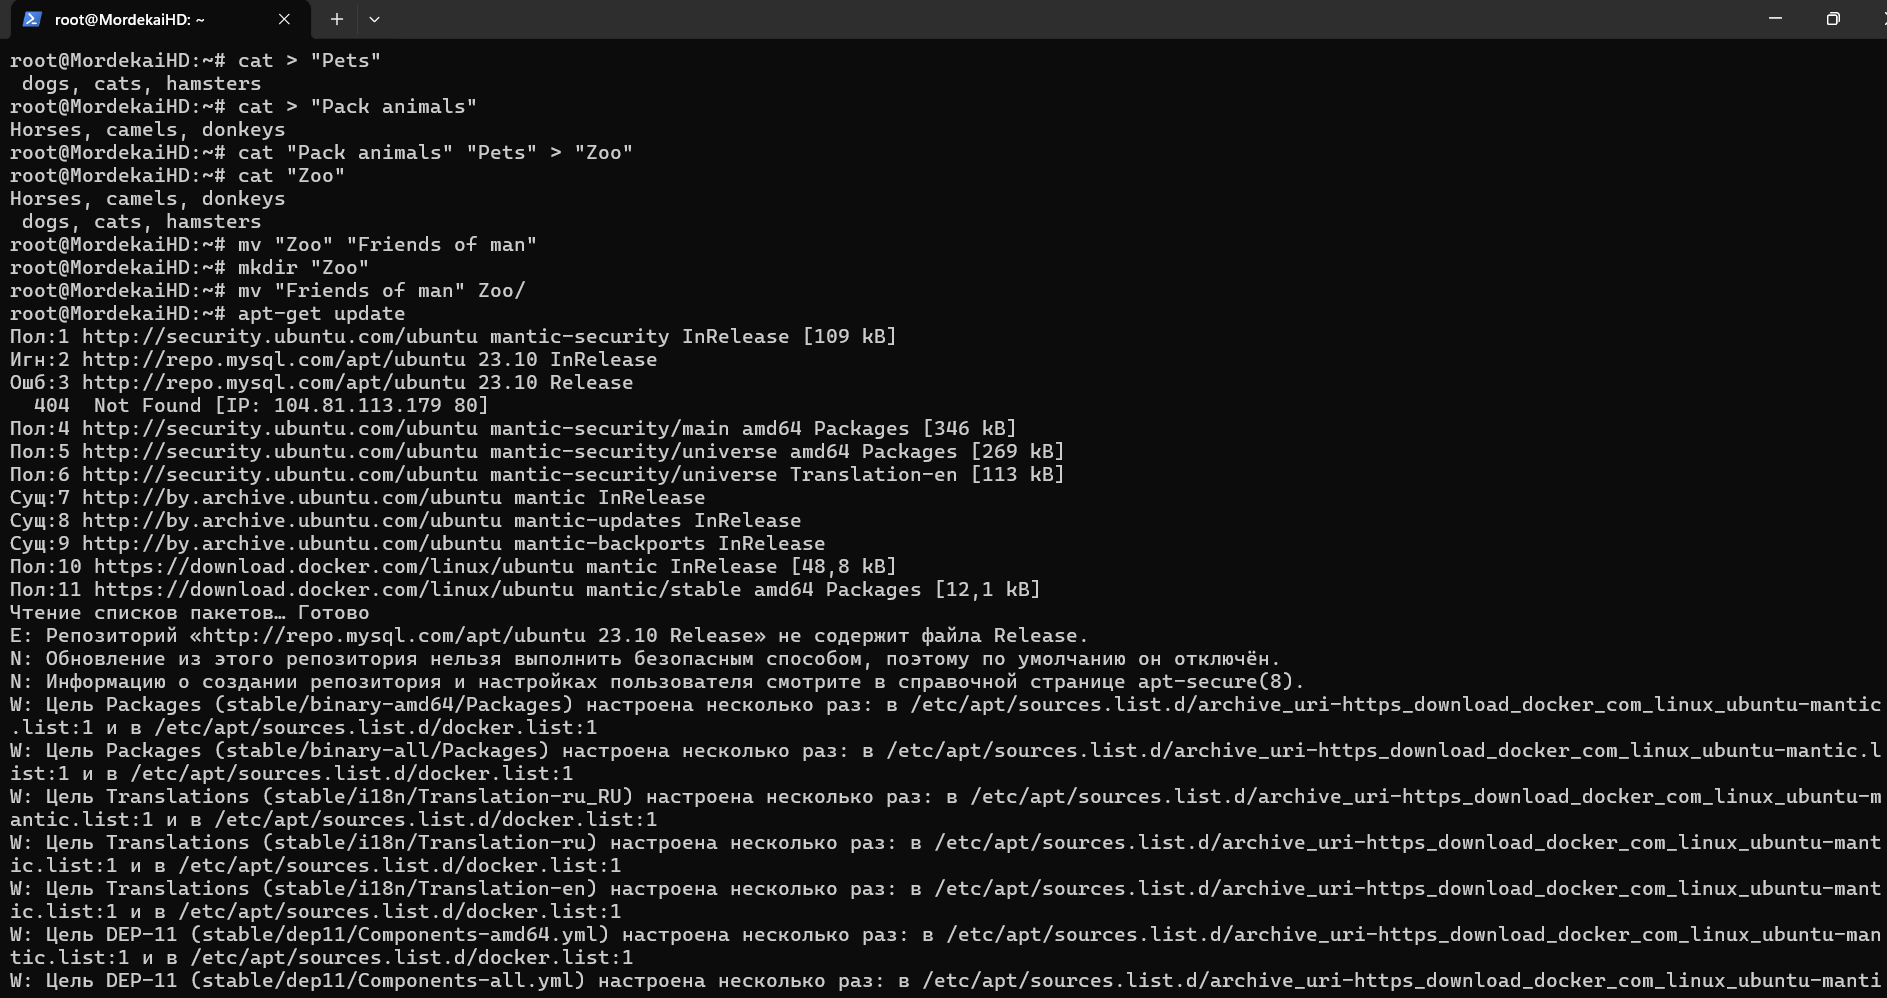 root@MordekaiHD: ~
root@MordekaiHD:~# cat > "Pets"
 dogs, cats, hamsters
root@MordekaiHD:~# cat > "Pack animals"
Horses, camels, donkeys
root@MordekaiHD:~# cat "Pack animals" "Pets" > "Zoo"
root@MordekaiHD:~# cat "Zoo"
Horses, camels, donkeys
 dogs, cats, hamsters
root@MordekaiHD:~# mv "Zoo" "Friends of man"
root@MordekaiHD:~# mkdir "Zoo"
root@MordekaiHD:~# mv "Friends of man" Zoo/
root@MordekaiHD:~# apt-get update
Пол:1 http://security.ubuntu.com/ubuntu mantic-security InRelease [109 kB]
Игн:2 http://repo.mysql.com/apt/ubuntu 23.10 InRelease
Ошб:3 http://repo.mysql.com/apt/ubuntu 23.10 Release
  404  Not Found [IP: 104.81.113.179 80]
Пол:4 http://security.ubuntu.com/ubuntu mantic-security/main amd64 Packages [346 kB]
Пол:5 http://security.ubuntu.com/ubuntu mantic-security/universe amd64 Packages [269 kB]
Пол:6 http://security.ubuntu.com/ubuntu mantic-security/universe Translation-en [113 kB]
Сущ:7 http://by.archive.ubuntu.com/ubuntu mantic InRelease
Сущ:8 http://by.archive.ubuntu.com/ubuntu mantic-updates InRelease
Сущ:9 http://by.archive.ubuntu.com/ubuntu mantic-backports InRelease
Пол:10 https://download.docker.com/linux/ubuntu mantic InRelease [48,8 kB]
Пол:11 https://download.docker.com/linux/ubuntu mantic/stable amd64 Packages [12,1 kB]
Чтение списков пакетов… Готово
E: Репозиторий «http://repo.mysql.com/apt/ubuntu 23.10 Release» не содержит файла Release.
N: Обновление из этого репозитория нельзя выполнить безопасным способом, поэтому по умолчанию он отключён.
N: Информацию о создании репозитория и настройках пользователя смотрите в справочной странице apt-secure(8).
W: Цель Packages (stable/binary-amd64/Packages) настроена несколько раз: в /etc/apt/sources.list.d/archive_uri-https_download_docker_com_linux_ubuntu-mantic
.list:1 и в /etc/apt/sources.list.d/docker.list:1
W: Цель Packages (stable/binary-all/Packages) настроена несколько раз: в /etc/apt/sources.list.d/archive_uri-https_download_docker_com_linux_ubuntu-mantic.l
ist:1 и в /etc/apt/sources.list.d/docker.list:1
W: Цель Translations (stable/i18n/Translation-ru_RU) настроена несколько раз: в /etc/apt/sources.list.d/archive_uri-https_download_docker_com_linux_ubuntu-m
antic.list:1 и в /etc/apt/sources.list.d/docker.list:1
W: Цель Translations (stable/i18n/Translation-ru) настроена несколько раз: в /etc/apt/sources.list.d/archive_uri-https_download_docker_com_linux_ubuntu-mant
ic.list:1 и в /etc/apt/sources.list.d/docker.list:1
W: Цель Translations (stable/i18n/Translation-en) настроена несколько раз: в /etc/apt/sources.list.d/archive_uri-https_download_docker_com_linux_ubuntu-mant
ic.list:1 и в /etc/apt/sources.list.d/docker.list:1
W: Цель DEP-11 (stable/dep11/Components-amd64.yml) настроена несколько раз: в /etc/apt/sources.list.d/archive_uri-https_download_docker_com_linux_ubuntu-man
tic.list:1 и в /etc/apt/sources.list.d/docker.list:1
W: Цель DEP-11 (stable/dep11/Components-all.yml) настроена несколько раз: в /etc/apt/sources.list.d/archive_uri-https_download_docker_com_linux_ubuntu-manti